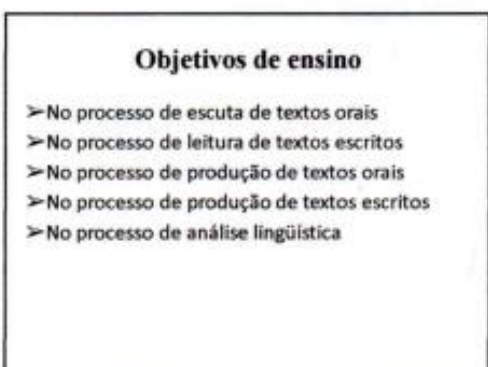 Objetivos de ensino
➢No processo de escuta de textos orais
➢No processo de leitura de textos escritos
➢No processo de produção de textos orais
➢No processo de produção de textos escritos
➢No processo de análise lingüística